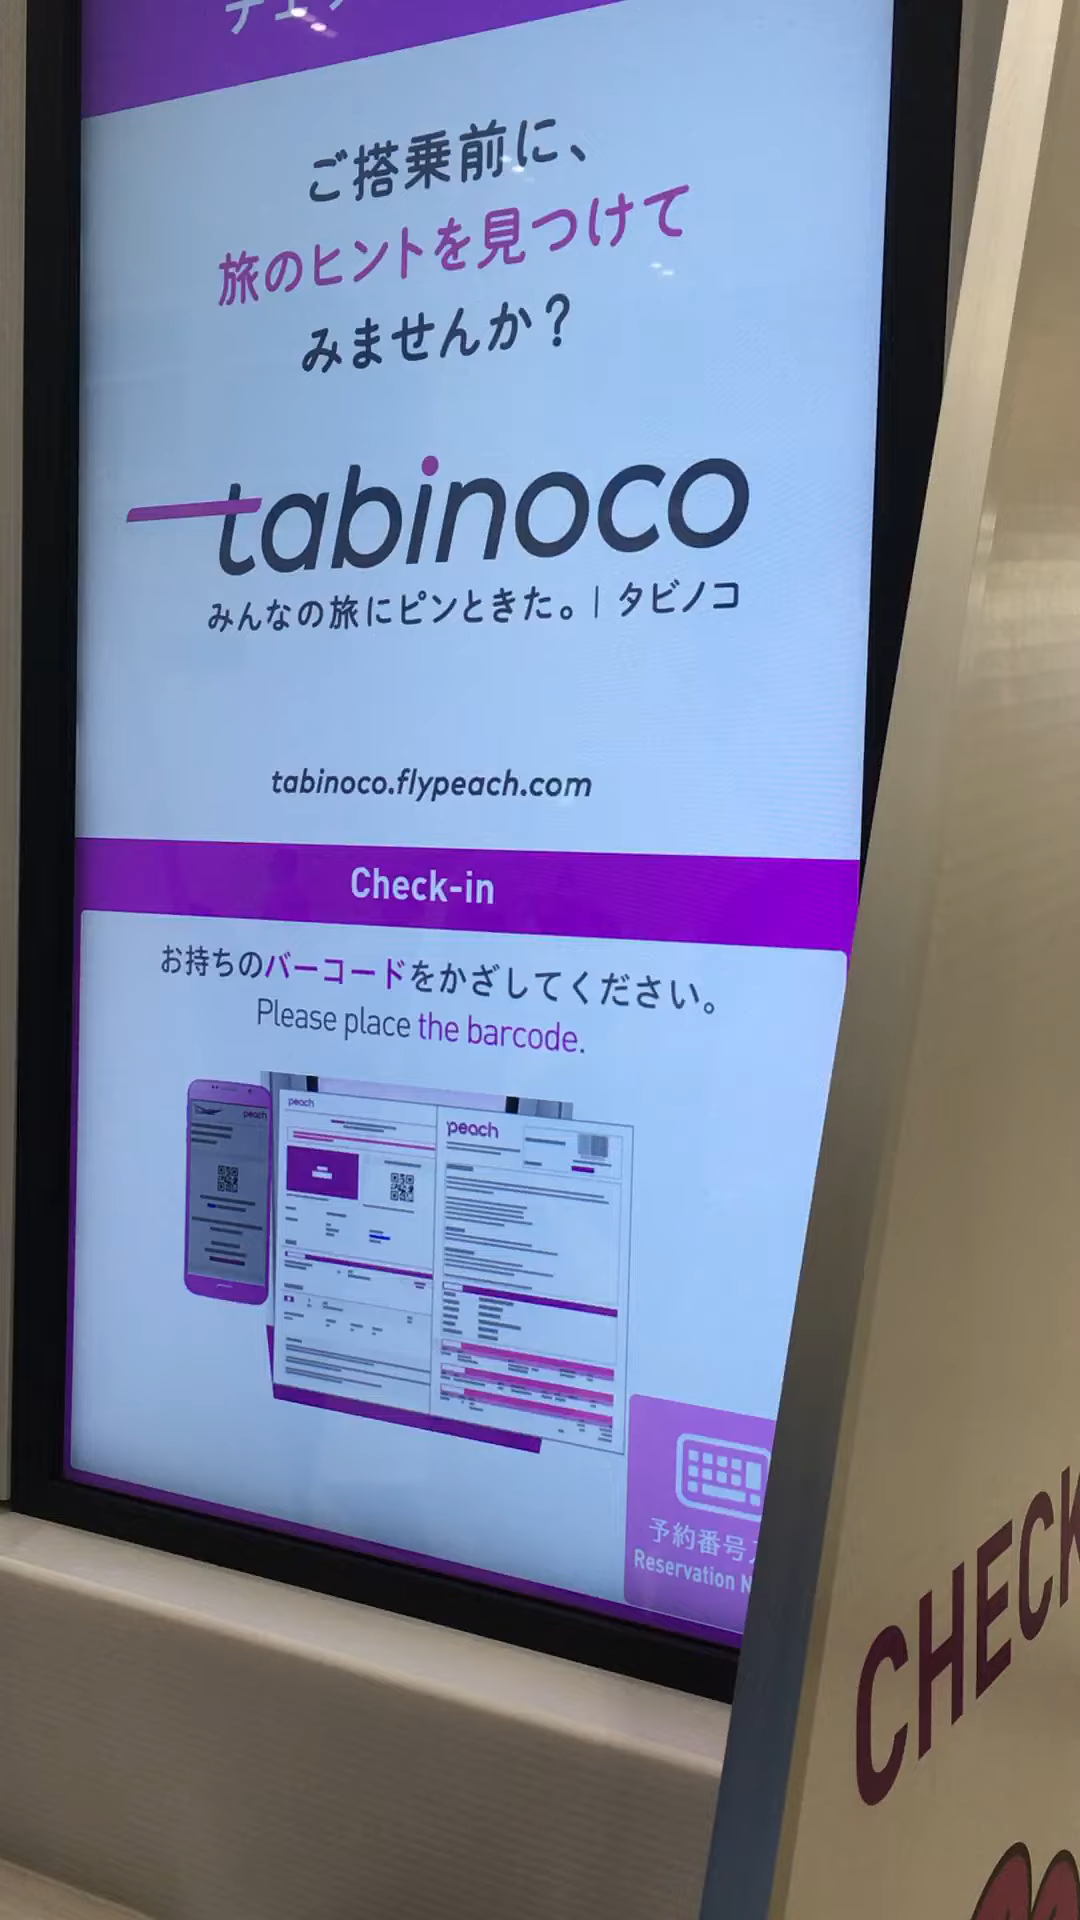 ご搭乗前に、
旅のヒントを見つけて
みませんか？
tabinoco
みんなの旅にピンときた。| タビノコ
tabinoco.flypeach.com
Check-in
お持ちのバーコードをかざしてください。
Please place the barcode.
peach
peach
peach
予約番号
Reservation
CHECK